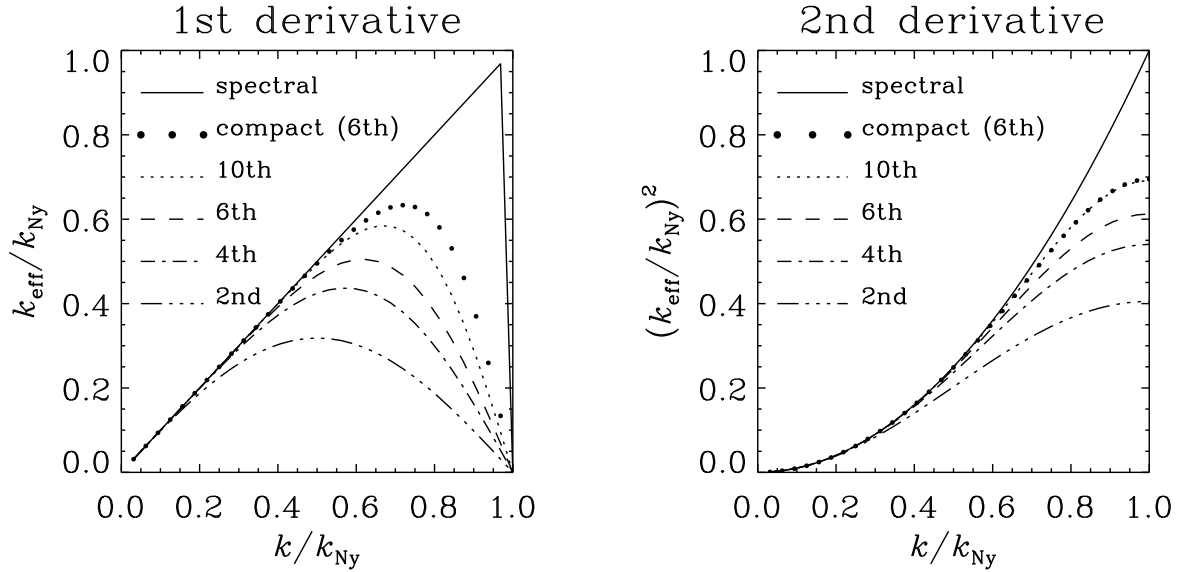 1st derivative
1.0
0.8
0.6
0.4
0.2
0.0
k_eff/k_Ny
spectral
compact (6th)
10th
6th
4th
2nd
0.0 0.2 0.4 0.6 0.8 1.0
k/k_Ny
2nd derivative
1.0
0.8
0.6
0.4
0.2
0.0
(k_eff/k_Ny)^2
spectral
compact (6th)
10th
6th
4th
2nd
0.0 0.2 0.4 0.6 0.8 1.0
k/k_Ny